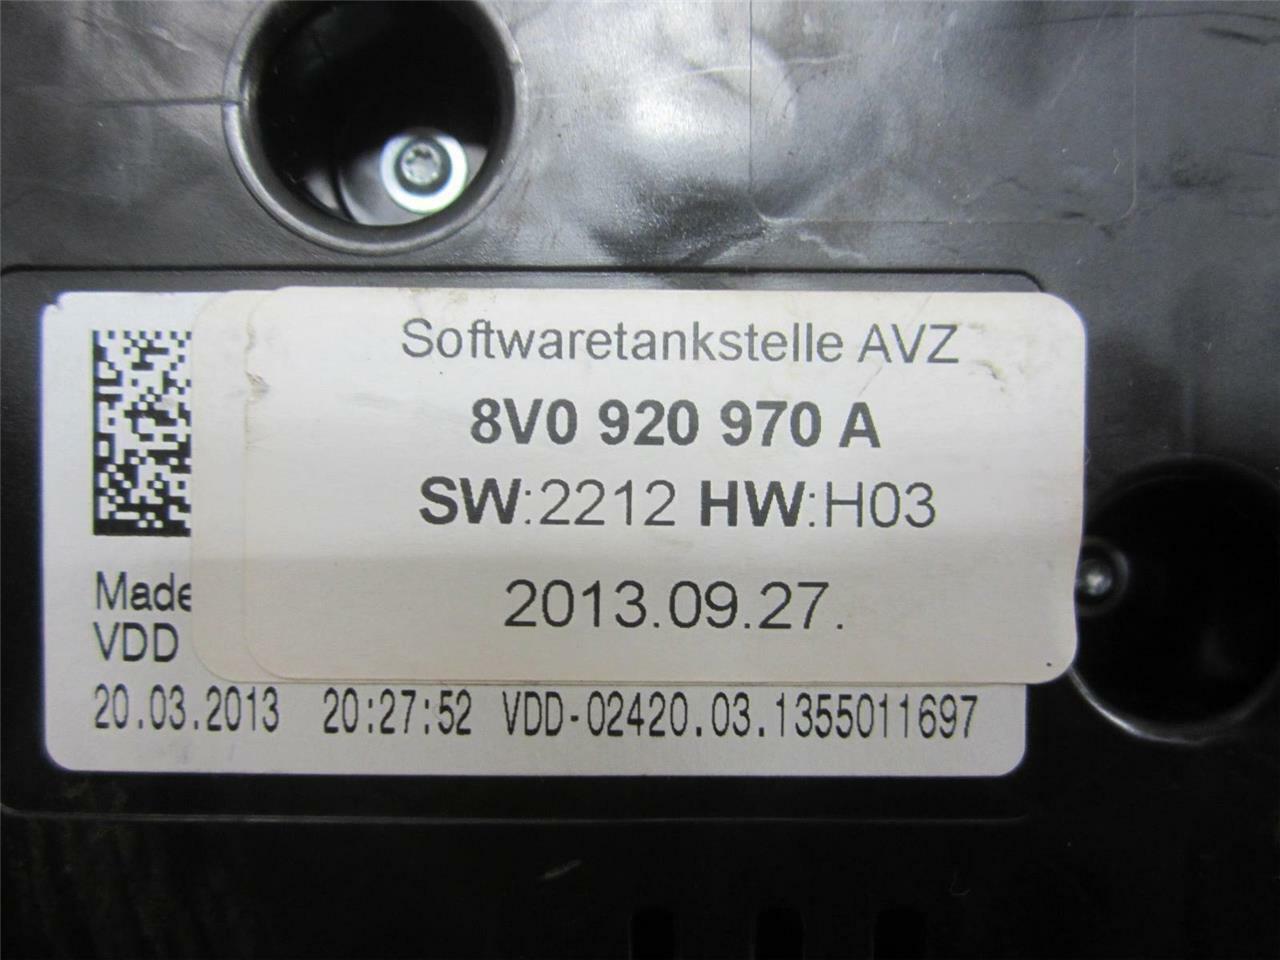 Softwaretankstelle AVZ
8V0 920 970 A
SW:2212 HW:H03
2013.09.27.
Made
VDD
20.03.2013 20:27:52 VDD-02420.03.1355011697